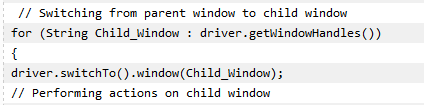 // Switching from parent window to child window
for (String Child_Window : driver.getWindowHandles())
{
driver.switchTo().window(Child_Window);
// Performing actions on child window